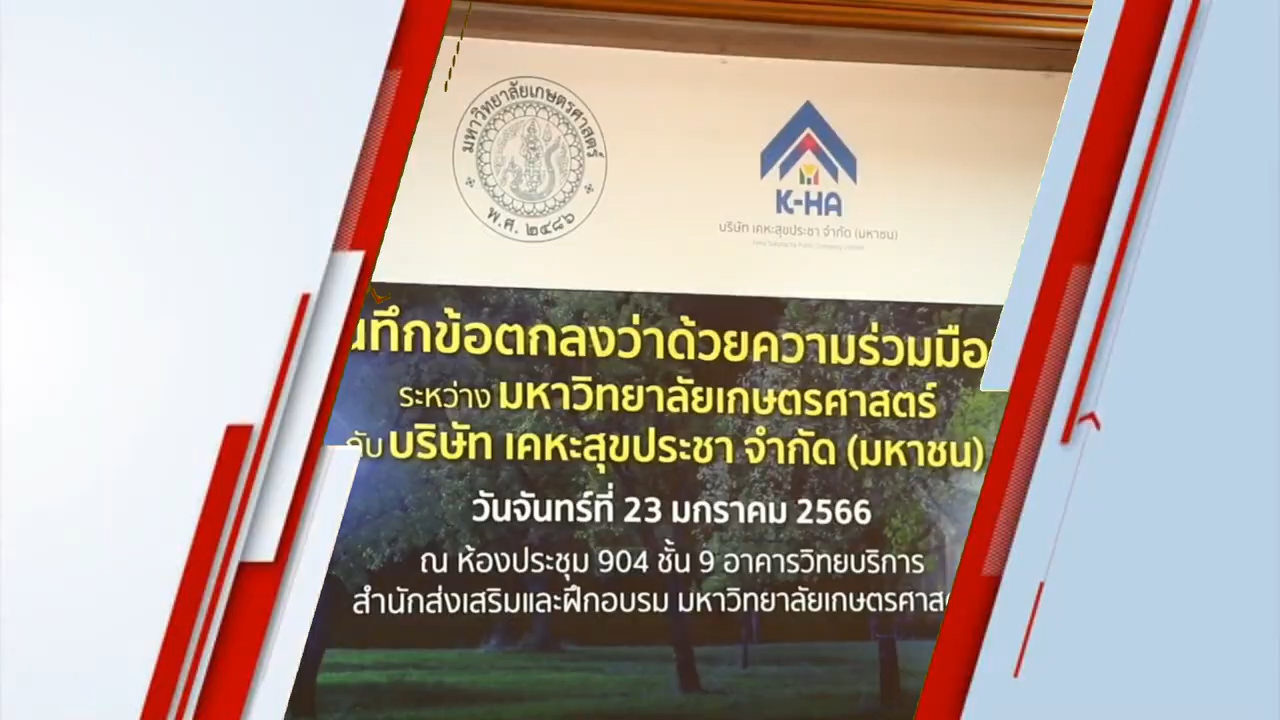 มหาวิทยาลัยเกษตรศาสตร์
พ.ศ. ๒๔๘๖
K-HA
บริษัท เคหะสุขประชา จำกัด (มหาชน)
นทึกข้อตกลงว่าด้วยความร่วมมือ
ระหว่าง มหาวิทยาลัยเกษตรศาสตร์
กับ บริษัท เคหะสุขประชา จำกัด (มหาชน)
วันจันทร์ที่ 23 มกราคม 2566
ณ ห้องประชุม 904 ชั้น 9 อาคารวิทยบริการ
สำนักส่งเสริมและฝึกอบรม มหาวิทยาลัยเกษตรศาส